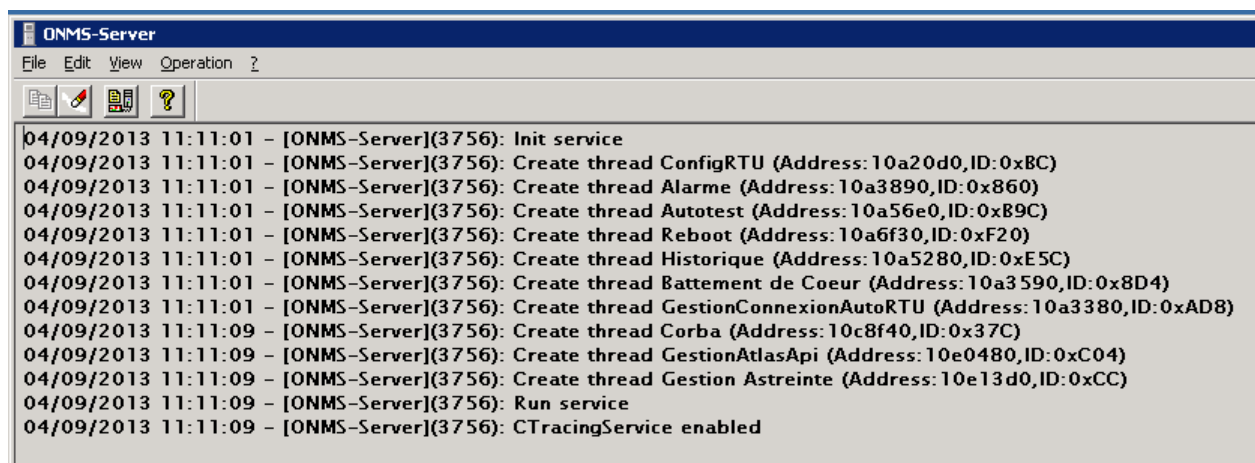 ONMS-Server
File Edit View Operation ?
04/09/2013 11:11:01 - [ONMS-Server](3756): Init service
04/09/2013 11:11:01 - [ONMS-Server](3756): Create thread ConfigRTU (Address:10a20d0,ID:0xBC)
04/09/2013 11:11:01 - [ONMS-Server](3756): Create thread Alarme (Address:10a3890,ID:0x860)
04/09/2013 11:11:01 - [ONMS-Server](3756): Create thread Autotest (Address:10a56e0,ID:0xB9C)
04/09/2013 11:11:01 - [ONMS-Server](3756): Create thread Reboot (Address:10a6f30,ID:0xF20)
04/09/2013 11:11:01 - [ONMS-Server](3756): Create thread Historique (Address:10a5280,ID:0xE5C)
04/09/2013 11:11:01 - [ONMS-Server](3756): Create thread Battement de Coeur (Address:10a3590,ID:0x8D4)
04/09/2013 11:11:01 - [ONMS-Server](3756): Create thread GestionConnexionAutoRTU (Address:10a3380,ID:0xAD8)
04/09/2013 11:11:09 - [ONMS-Server](3756): Create thread Corba (Address:10c8f40,ID:0x37C)
04/09/2013 11:11:09 - [ONMS-Server](3756): Create thread GestionAtlasApi (Address:10e0480,ID:0xC04)
04/09/2013 11:11:09 - [ONMS-Server](3756): Create thread Gestion Astreinte (Address:10e13d0,ID:0xCC)
04/09/2013 11:11:09 - [ONMS-Server](3756): Run service
04/09/2013 11:11:09 - [ONMS-Server](3756): CTracingService enabled